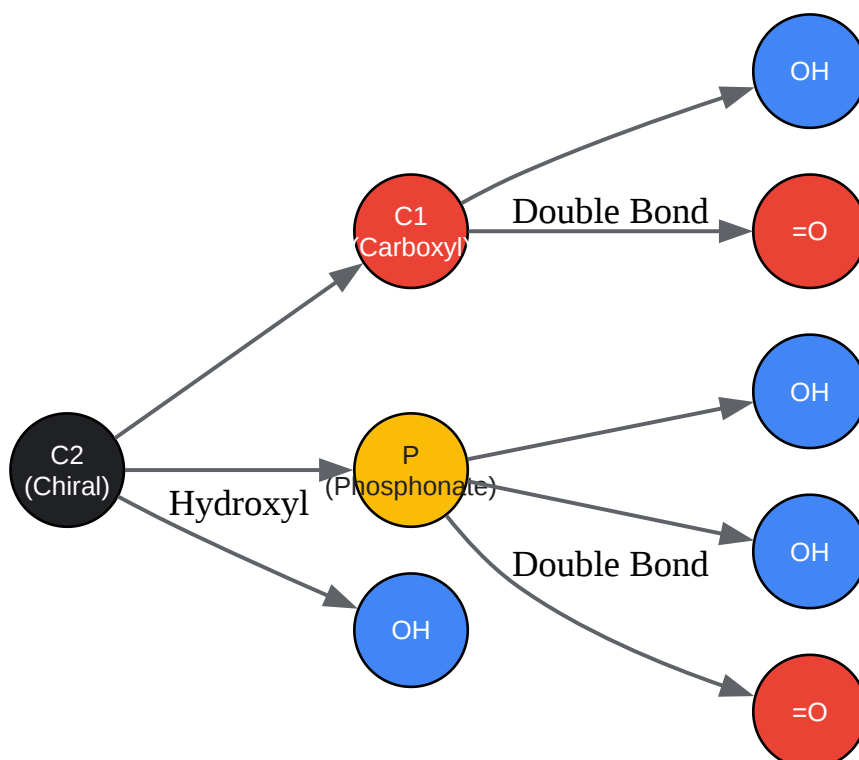 OH
C1
(Carboxyl)
Double Bond
=O
OH
C2
(Chiral)
P
(Phosphonate)
Hydroxyl
OH
Double Bond
OH
=O